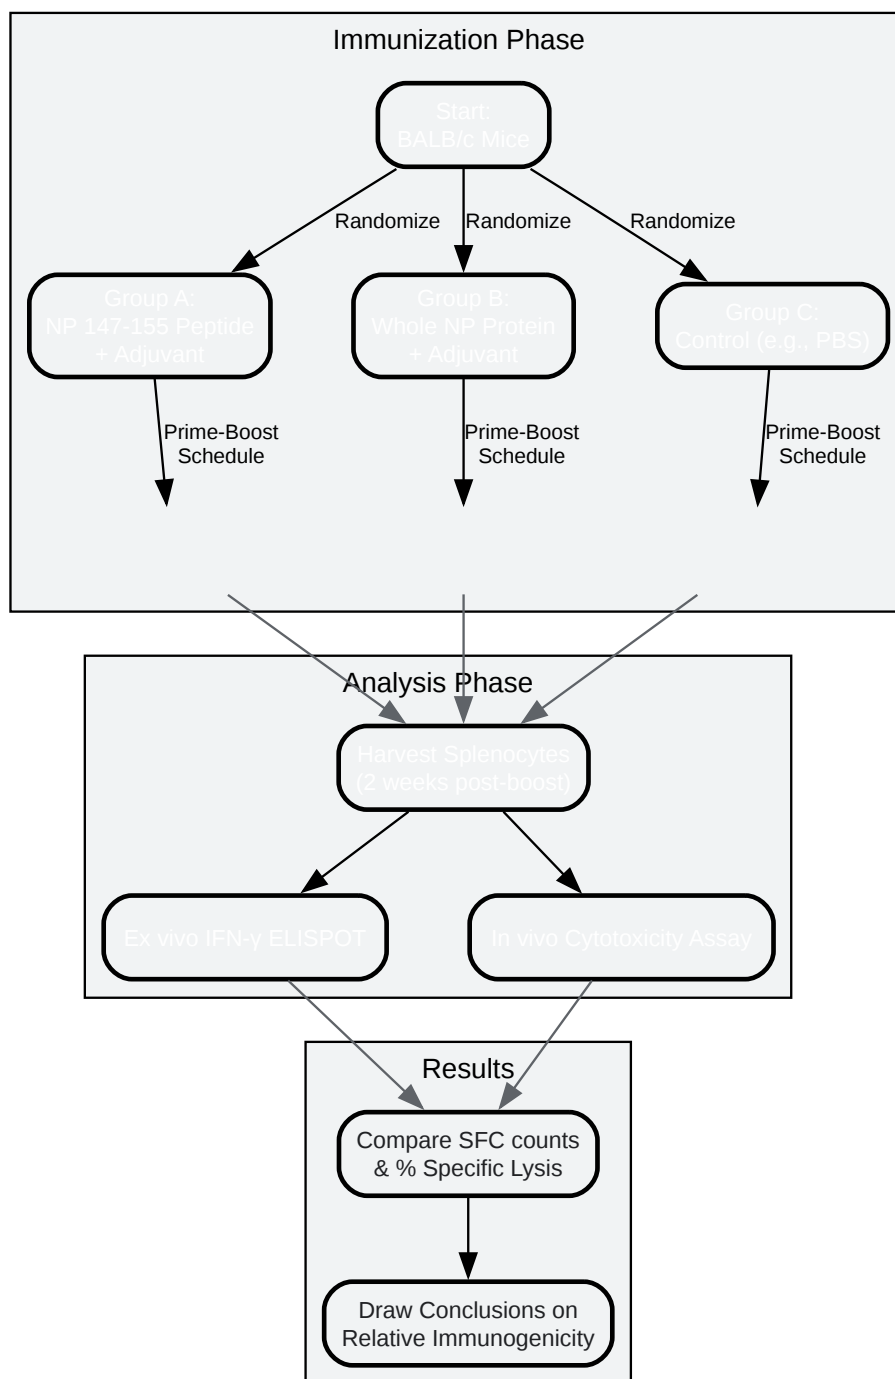 Immunization Phase
Start:
BALB/c Mice
Randomize
Randomize
Randomize
Group A:
NP 147-155 Peptide
+ Adjuvant
Group B:
Whole NP Protein
+ Adjuvant
Group C:
Control (e.g., PBS)
Prime-Boost
Schedule
Prime-Boost
Schedule
Prime-Boost
Schedule
Analysis Phase
Harvest Splenocytes
(2 weeks post-boost)
Ex vivo IFN-γ ELISPOT
In vivo Cytotoxicity Assay
Results
Compare SFC counts
& % Specific Lysis
Draw Conclusions on
Relative Immunogenicity